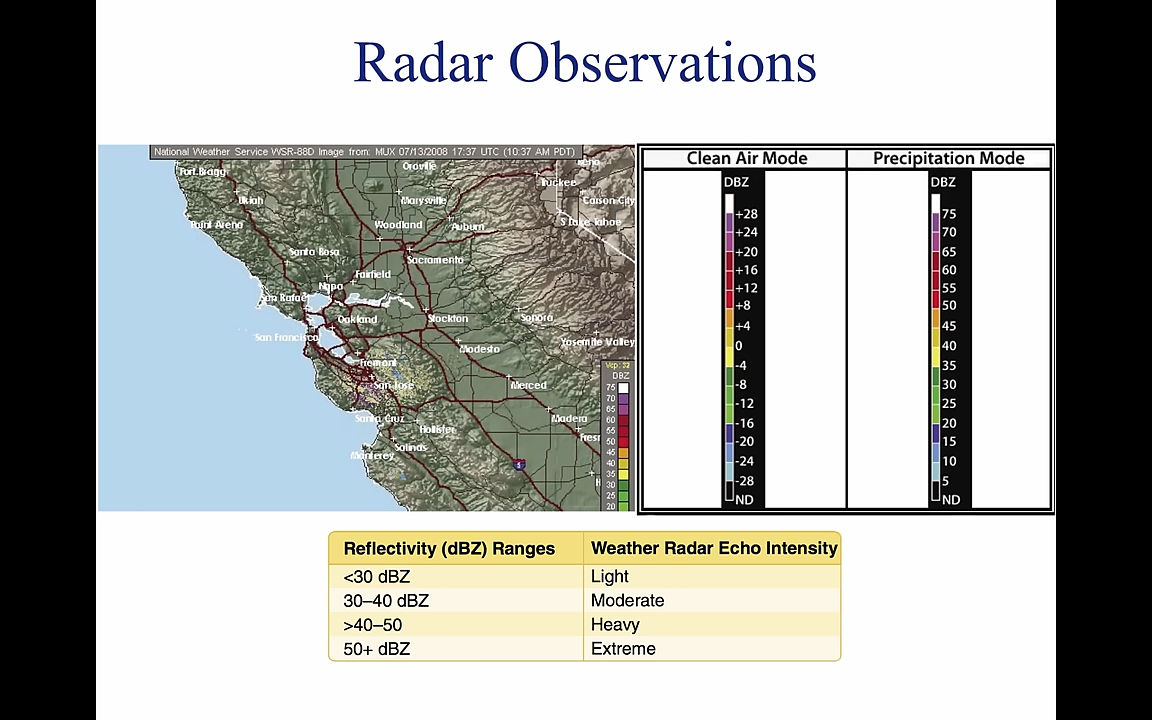 Radar Observations
National Weather Service WSR-88D Image from: MUX 07/13/2008 17:37 UTC (10:37 AM PDT)
Fort Bragg
Oroville
Truckee
Ukiah
Marysville
Carson City
Point Arena
Woodland
Auburn
S Lake Tahoe
Santa Rosa
Sacramento
Fairfield
Napa
San Rafael
Oakland
Stockton
Sonora
San Francisco
Modesto
Yosemite Valley
Fremont
San Jose
Merced
Santa Cruz
Hollister
Madera
Salinas
Monterey
5
DBZ
75
70
65
60
55
50
45
40
35
30
25
20
Clean Air Mode
DBZ
+28
+24
+20
+16
+12
+8
+4
0
-4
-8
-12
-16
-20
-24
-28
ND
Precipitation Mode
DBZ
75
70
65
60
55
50
45
40
35
30
25
20
15
10
5
ND
Reflectivity (dBZ) Ranges Weather Radar Echo Intensity
<30 dBZ Light
30–40 dBZ Moderate
>40–50 Heavy
50+ dBZ Extreme